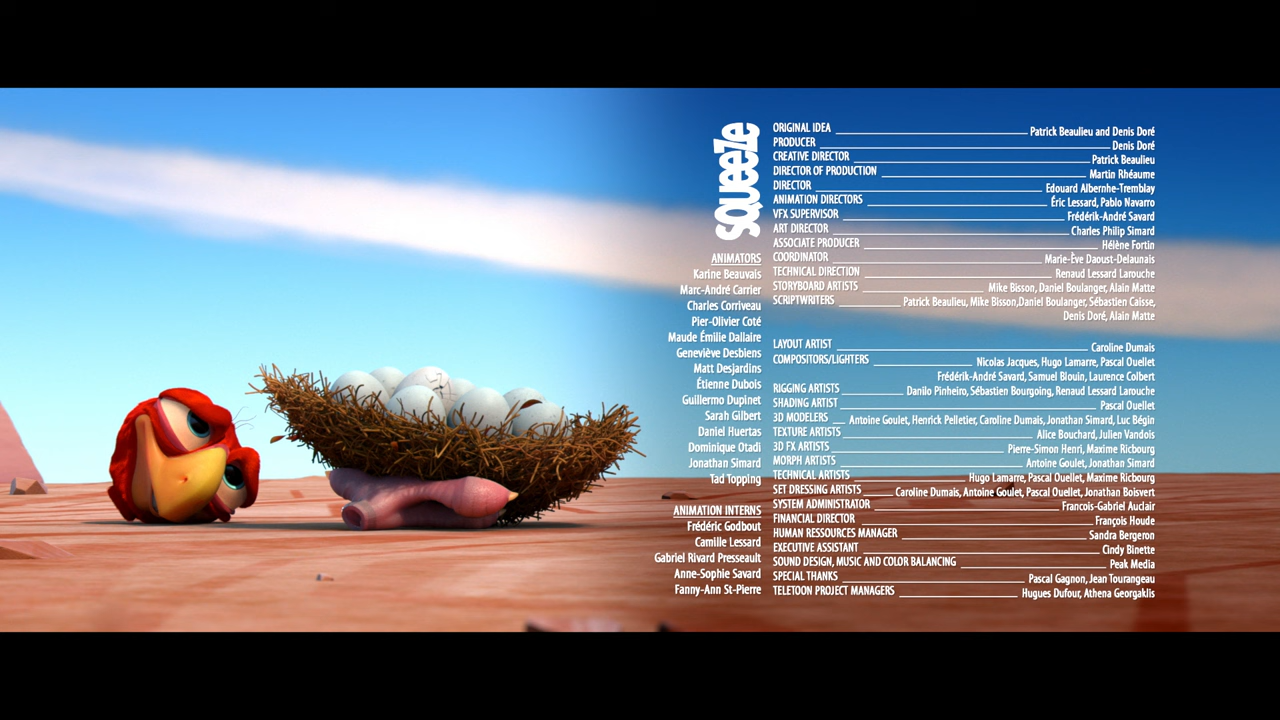 squeeze
ANIMATORS
Karine Beauvais
Marc-André Carrier
Charles Corriveau
Pier-Olivier Coté
Maude Émilie Dallaire
Geneviève Desbiens
Matt Desjardins
Étienne Dubois
Guillermo Dupinet
Sarah Gilbert
Daniel Huertas
Dominique Otadi
Jonathan Simard
Tad Topping
ANIMATION INTERNS
Frédéric Godbout
Camille Lessard
Gabriel Rivard Presseault
Anne-Sophie Savard
Fanny-Ann St-Pierre
ORIGINAL IDEA Patrick Beaulieu and Denis Doré
PRODUCER Denis Doré
CREATIVE DIRECTOR Patrick Beaulieu
DIRECTOR OF PRODUCTION Martin Rhéaume
DIRECTOR Edouard Albernhe-Tremblay
ANIMATION DIRECTORS Éric Lessard, Pablo Navarro
VFX SUPERVISOR Frédérik-André Savard
ART DIRECTOR Charles Philip Simard
ASSOCIATE PRODUCER Hélène Fortin
COORDINATOR Marie-Ève Daoust-Delaunais
TECHNICAL DIRECTION Renaud Lessard Larouche
STORYBOARD ARTISTS Mike Bisson, Daniel Boulanger, Alain Matte
SCRIPTWRITERS Patrick Beaulieu, Mike Bisson,Daniel Boulanger, Sébastien Caisse,
Denis Doré, Alain Matte
LAYOUT ARTIST Caroline Dumais
COMPOSITORS/LIGHTERS Nicolas Jacques, Hugo Lamarre, Pascal Ouellet
Frédérik-André Savard, Samuel Blouin, Laurence Colbert
RIGGING ARTISTS Danilo Pinheiro, Sébastien Bourgoing, Renaud Lessard Larouche
SHADING ARTIST Pascal Ouellet
3D MODELERS Antoine Goulet, Henrick Pelletier, Caroline Dumais, Jonathan Simard, Luc Bégin
TEXTURE ARTISTS Alice Bouchard, Julien Vandois
3D FX ARTISTS Pierre-Simon Henri, Maxime Ricbourg
MORPH ARTISTS Antoine Goulet, Jonathan Simard
TECHNICAL ARTISTS Hugo Lamarre, Pascal Ouellet, Maxime Ricbourg
SET DRESSING ARTISTS Caroline Dumais, Antoine Goulet, Pascal Ouellet, Jonathan Boisvert
SYSTEM ADMINISTRATOR Francois-Gabriel Auclair
FINANCIAL DIRECTOR François Houde
HUMAN RESSOURCES MANAGER Sandra Bergeron
EXECUTIVE ASSISTANT Cindy Binette
SOUND DESIGN, MUSIC AND COLOR BALANCING Peak Media
SPECIAL THANKS Pascal Gagnon, Jean Tourangeau
TELETOON PROJECT MANAGERS Hugues Dufour, Athena Georgaklis